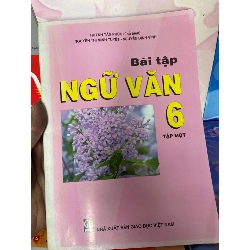 Bài tập
NGỮ VĂN
6
TẬP MỘT
NHÀ XUẤT BẢN GIÁO DỤC VIỆT NAM